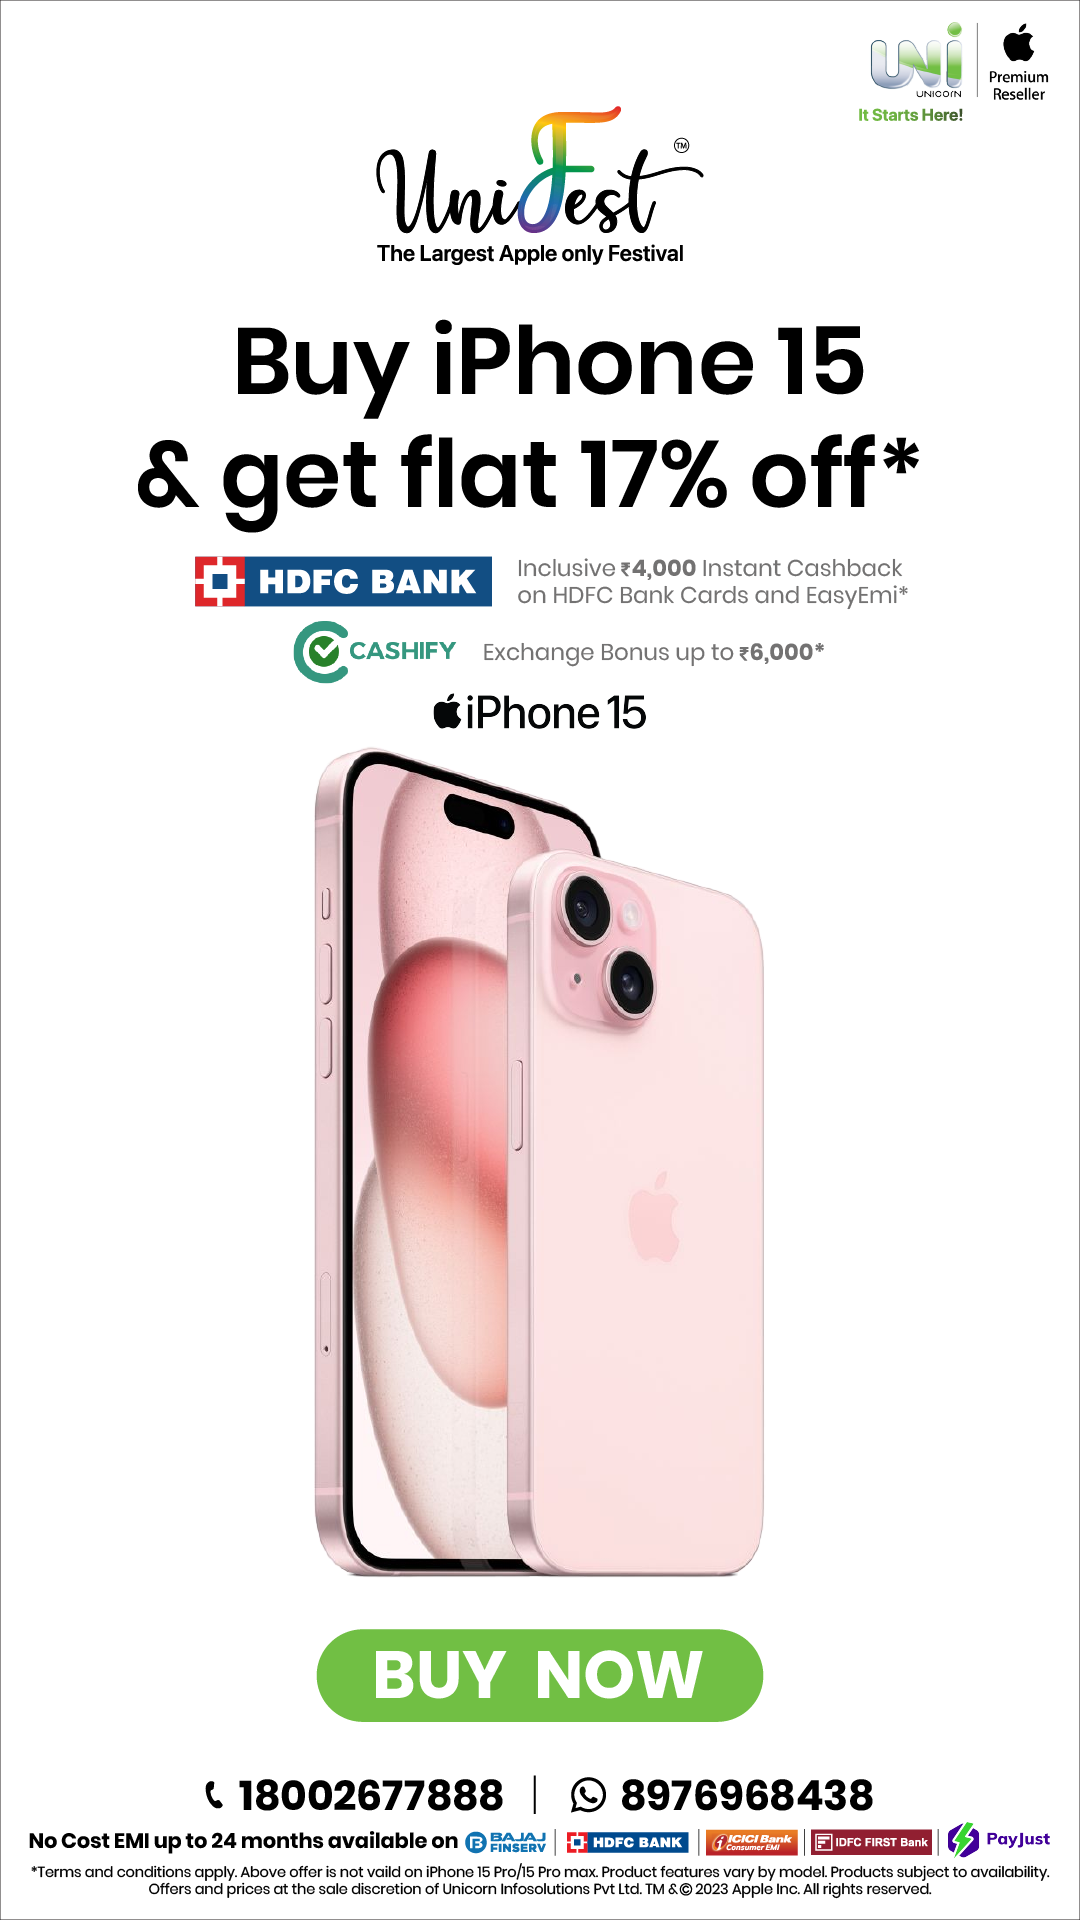 UNi
UNICORN
It Starts Here!
Premium
Reseller
UniFest
TM
The Largest Apple only Festival
Buy iPhone 15
& get flat 17% off*
HDFC BANK
Inclusive ₹4,000 Instant Cashback
on HDFC Bank Cards and EasyEmi*
CASHIFY Exchange Bonus up to ₹6,000*
iPhone 15
BUY NOW
18002677888 | 8976968438
No Cost EMI up to 24 months available on B BAJAJ FINSERV | HDFC BANK | ICICI Bank Consumer EMI | IDFC FIRST Bank | PayJust
*Terms and conditions apply. Above offer is not vaild on iPhone 15 Pro/15 Pro max. Product features vary by model. Products subject to availability.
Offers and prices at the sale discretion of Unicorn Infosolutions Pvt Ltd. TM & © 2023 Apple Inc. All rights reserved.